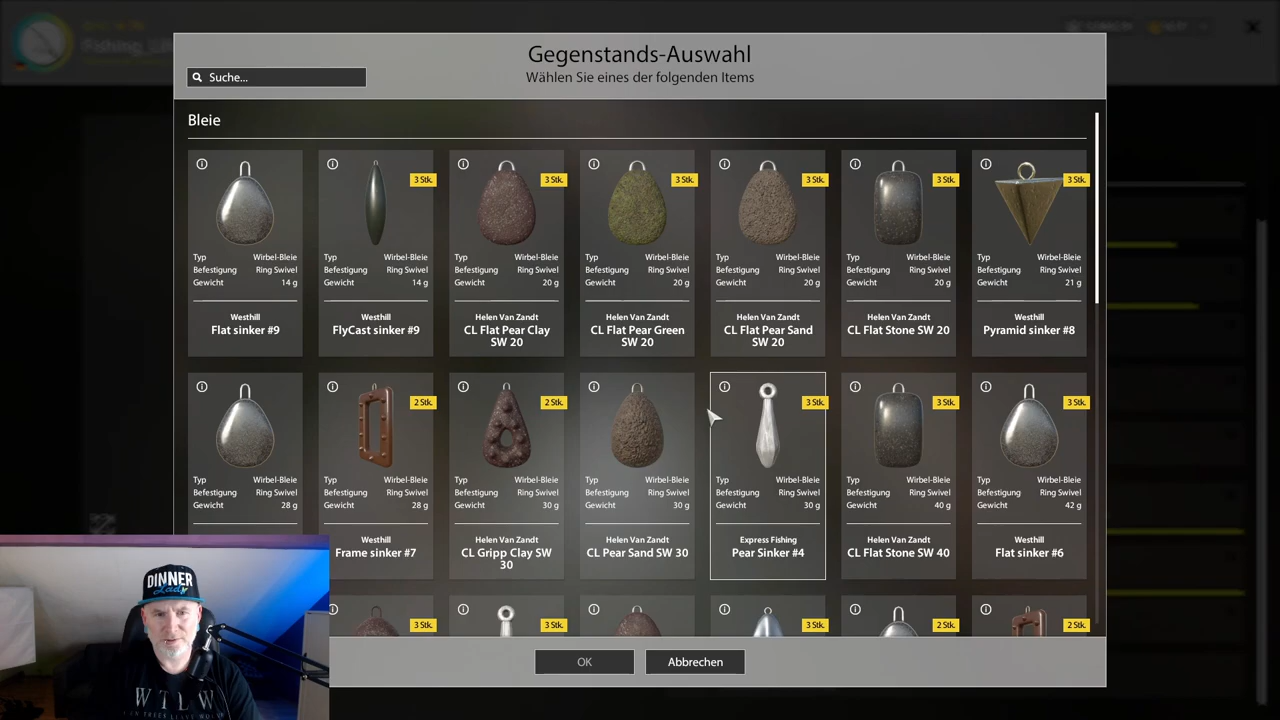 Gegenstands-Auswahl
Suche...
Wählen Sie eines der folgenden Items
Bleie
Typ Wirbel-Bleie
Befestigung Ring Swivel
Gewicht 14 g
Westhill
Flat sinker #9
3 Stk.
Typ Wirbel-Bleie
Befestigung Ring Swivel
Gewicht 14 g
Westhill
FlyCast sinker #9
3 Stk.
Typ Wirbel-Bleie
Befestigung Ring Swivel
Gewicht 20 g
Helen Van Zandt
CL Flat Pear Clay
SW 20
3 Stk.
Typ Wirbel-Bleie
Befestigung Ring Swivel
Gewicht 20 g
Helen Van Zandt
CL Flat Pear Green
SW 20
3 Stk.
Typ Wirbel-Bleie
Befestigung Ring Swivel
Gewicht 20 g
Helen Van Zandt
CL Flat Pear Sand
SW 20
3 Stk.
Typ Wirbel-Bleie
Befestigung Ring Swivel
Gewicht 20 g
Helen Van Zandt
CL Flat Stone SW 20
3 Stk.
Typ Wirbel-Bleie
Befestigung Ring Swivel
Gewicht 21 g
Westhill
Pyramid sinker #8
Typ Wirbel-Bleie
Befestigung Ring Swivel
Gewicht 28 g
2 Stk.
Typ Wirbel-Bleie
Befestigung Ring Swivel
Gewicht 28 g
Westhill
Frame sinker #7
2 Stk.
Typ Wirbel-Bleie
Befestigung Ring Swivel
Gewicht 30 g
Helen Van Zandt
CL Gripp Clay SW
30
Typ Wirbel-Bleie
Befestigung Ring Swivel
Gewicht 30 g
Helen Van Zandt
CL Pear Sand SW 30
3 Stk.
Typ Wirbel-Bleie
Befestigung Ring Swivel
Gewicht 30 g
Express Fishing
Pear Sinker #4
3 Stk.
Typ Wirbel-Bleie
Befestigung Ring Swivel
Gewicht 40 g
Helen Van Zandt
CL Flat Stone SW 40
3 Stk.
Typ Wirbel-Bleie
Befestigung Ring Swivel
Gewicht 42 g
Westhill
Flat sinker #6
3 Stk.
3 Stk.
3 Stk.
2 Stk.
2 Stk.
OK
Abbrechen
DINNER
Lady
W T L W